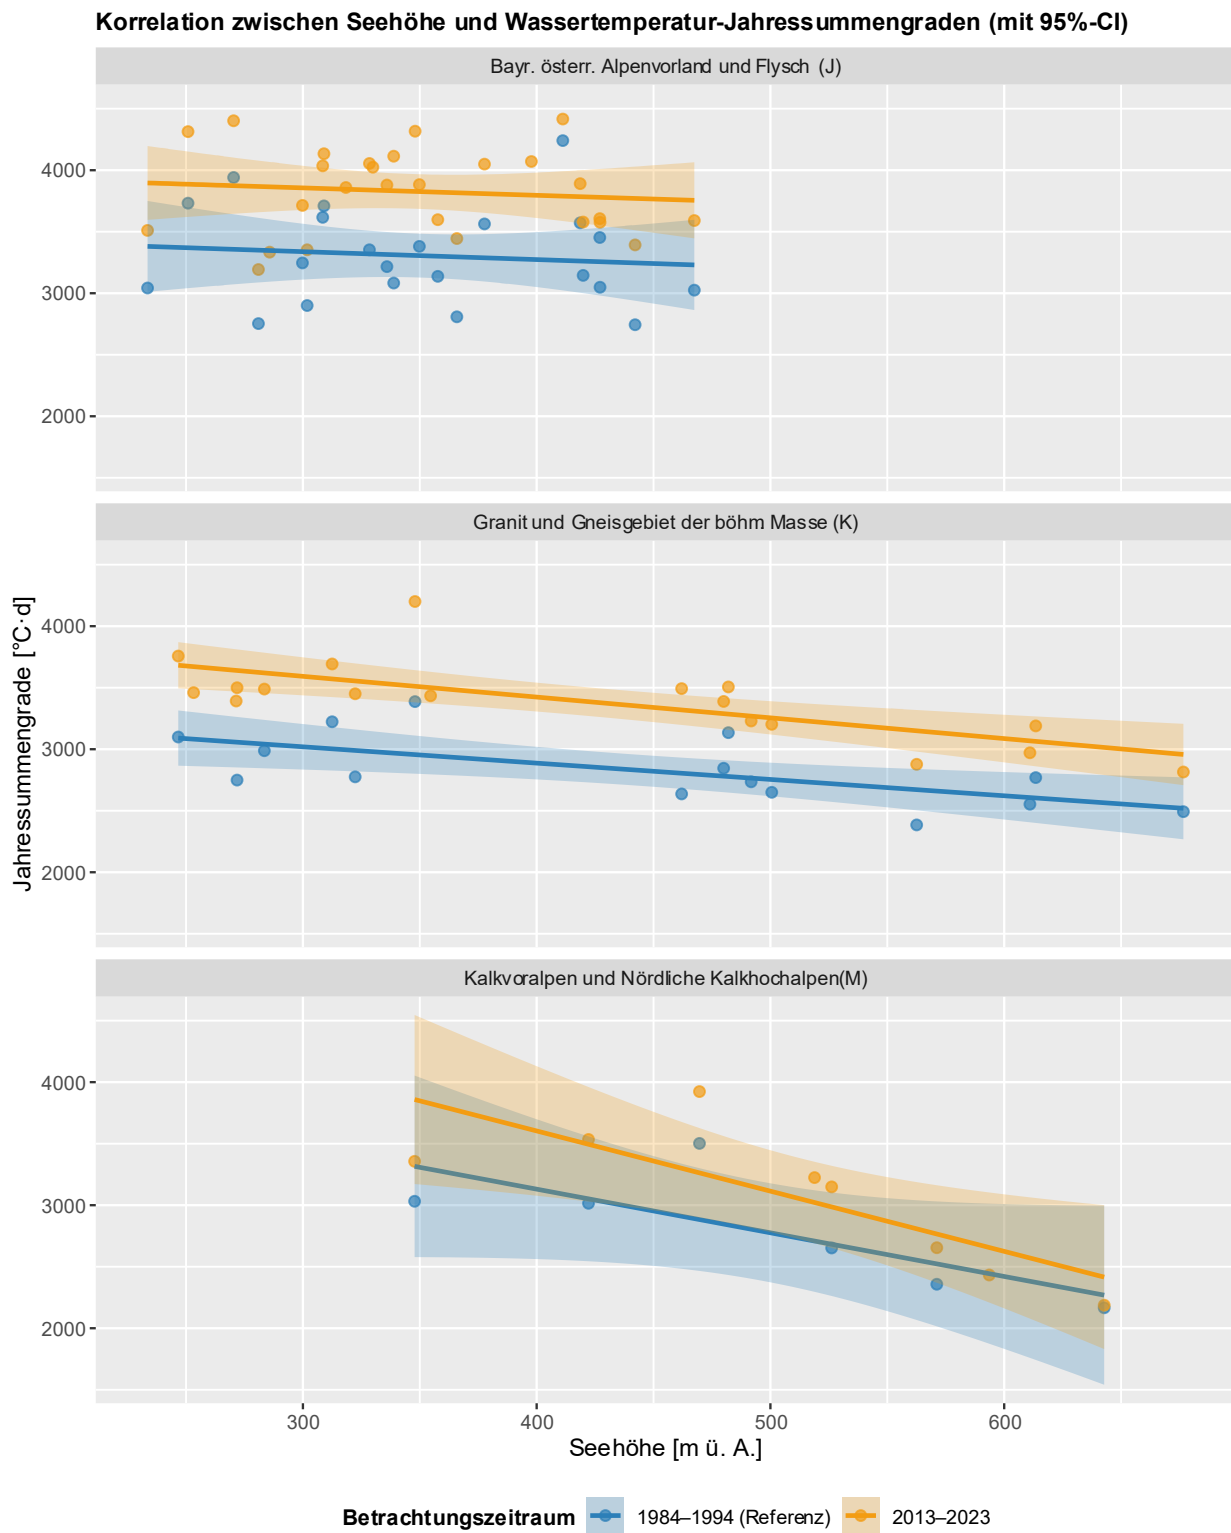 Korrelation zwischen Seehöhe und Wassertemperatur-Jahressummengraden (mit 95%-CI)
Bayr. österr. Alpenvorland und Flysch (J)
4000
3000
2000
Granit und Gneisgebiet der böhm Masse (K)
4000
3000
2000
Jahressummengrade [°C·d]
Kalkvoralpen und Nördliche Kalkhochalpen(M)
4000
3000
2000
300 400 500 600
Seehöhe [m ü. A.]
Betrachtungszeitraum 1984–1994 (Referenz) 2013–2023